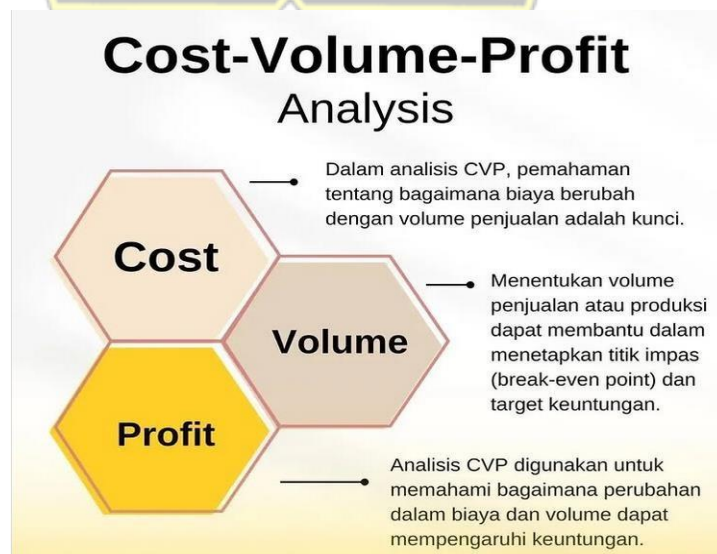 Cost-Volume-Profit
Analysis
Cost
Dalam analisis CVP, pemahaman
tentang bagaimana biaya berubah
dengan volume penjualan adalah kunci.
Volume
Menentukan volume
penjualan atau produksi
dapat membantu dalam
menetapkan titik impas
(break-even point) dan
target keuntungan.
Profit
Analisis CVP digunakan untuk
memahami bagaimana perubahan
dalam biaya dan volume dapat
mempengaruhi keuntungan.